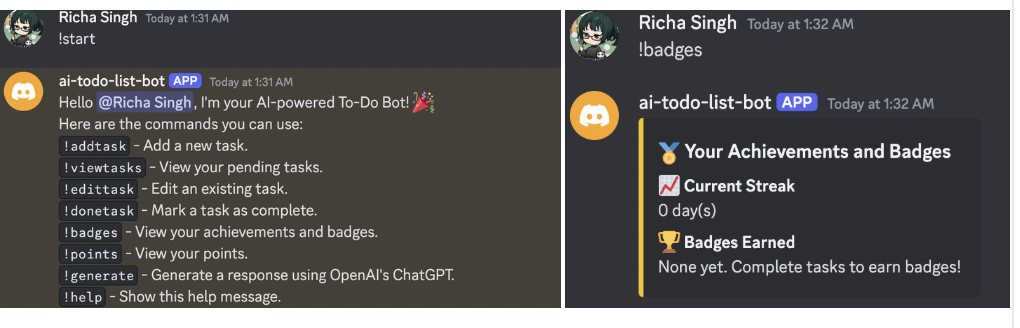 Richa Singh Today at 1:31 AM
!start
ai-todo-list-bot APP Today at 1:31 AM
Hello @Richa Singh, I'm your AI-powered To-Do Bot!🎉
Here are the commands you can use:
!addtask - Add a new task.
!viewtasks - View your pending tasks.
!edittask - Edit an existing task.
!donetask - Mark a task as complete.
!badges - View your achievements and badges.
!points - View your points.
!generate - Generate a response using OpenAI's ChatGPT.
!help - Show this help message.
Richa Singh Today at 1:32 AM
!badges
ai-todo-list-bot APP Today at 1:32 AM
🏅 Your Achievements and Badges
📈 Current Streak
0 day(s)
🏆 Badges Earned
None yet. Complete tasks to earn badges!